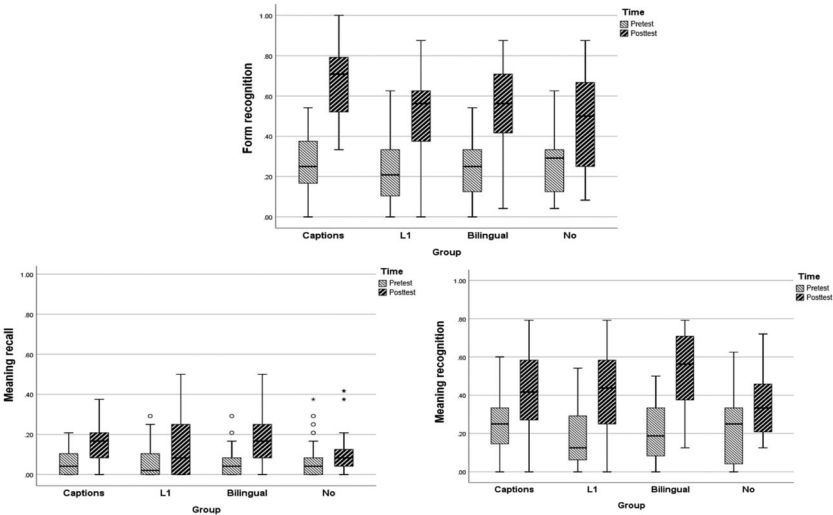 Time
Pretest
Posttest
Form recognition
1.00
.80
.60
.40
.20
.00
Captions L1 Bilingual No
Group
Time
Pretest
Posttest
Meaning recall
1.00
.80
.60
.40
.20
.00
Captions L1 Bilingual No
Group
Time
Pretest
Posttest
Meaning recognition
1.00
.80
.60
.40
.20
.00
Captions L1 Bilingual No
Group